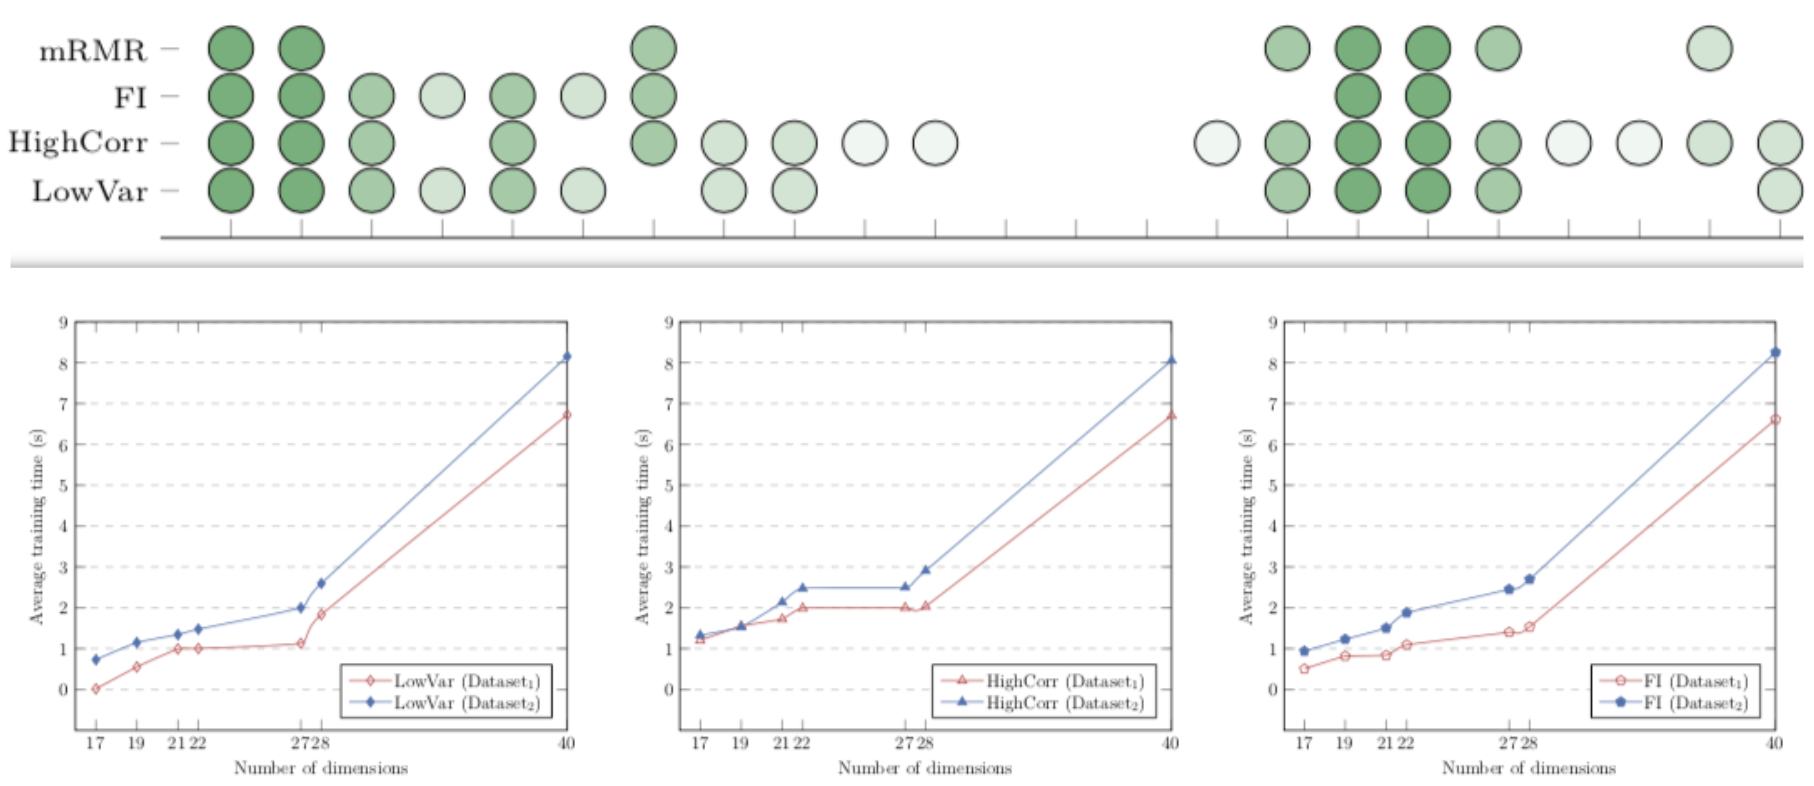 mRMR
FI
HighCorr
LowVar
9
8
7
6
5
4
3
2
1
0
Average training time (s)
LowVar (Dataset₁)
LowVar (Dataset₂)
17 19 21 22 27 28 40
Number of dimensions
9
8
7
6
5
4
3
2
1
0
Average training time (s)
HighCorr (Dataset₁)
HighCorr (Dataset₂)
17 19 21 22 27 28 40
Number of dimensions
9
8
7
6
5
4
3
2
1
0
Average training time (s)
FI (Dataset₁)
FI (Dataset₂)
17 19 21 22 27 28 40
Number of dimensions